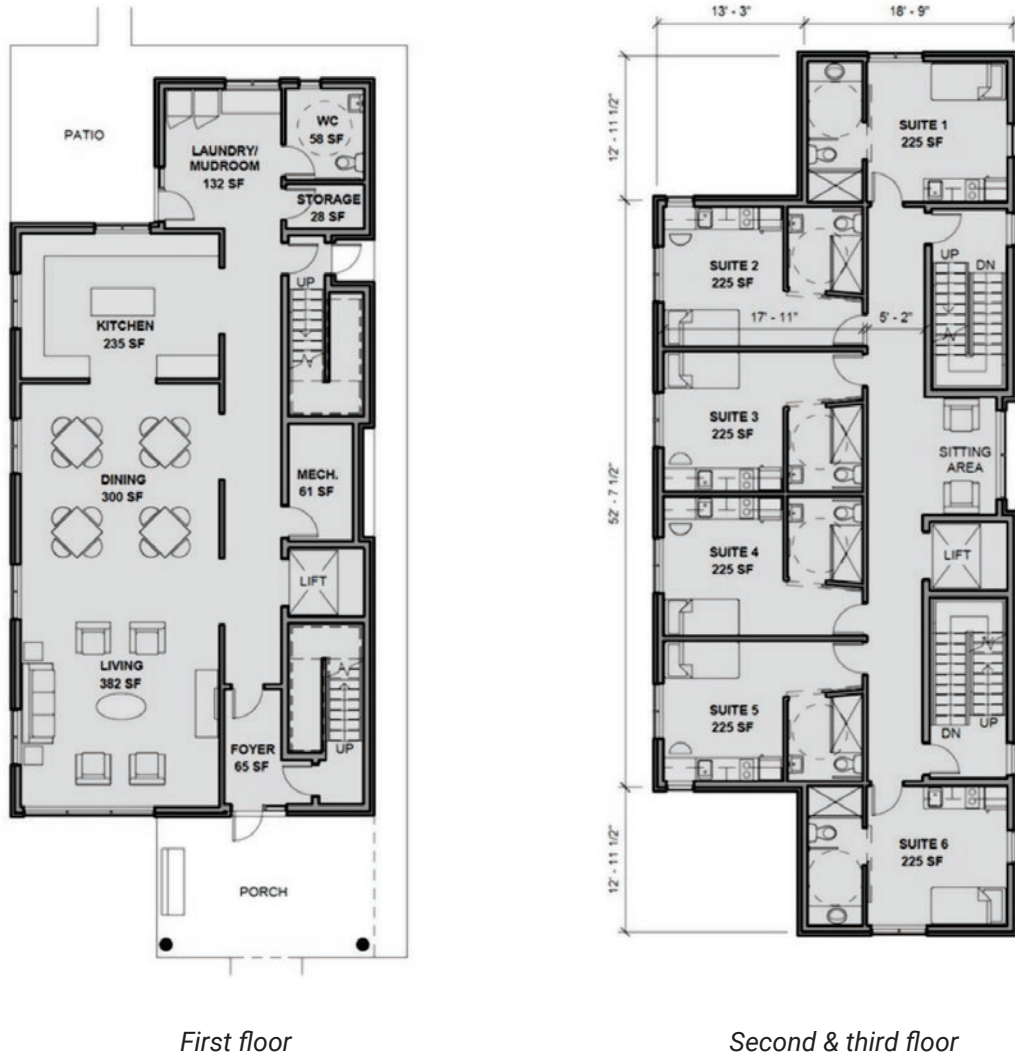 PATIO
WC
58 SF
LAUNDRY/
MUDROOM
132 SF
STORAGE
28 SF
UP
KITCHEN
235 SF
DINING
300 SF
MECH.
61 SF
LIFT
LIVING
382 SF
FOYER
65 SF
UP
PORCH
First floor
13' - 3"
18' - 9"
12' - 11 1/2"
SUITE 1
225 SF
SUITE 2
225 SF
UP
DN
17' - 11"
5' - 2"
SUITE 3
225 SF
SITTING
AREA
52' - 7 1/2"
SUITE 4
225 SF
LIFT
SUITE 5
225 SF
DN
UP
12' - 11 1/2"
SUITE 6
225 SF
Second & third floor